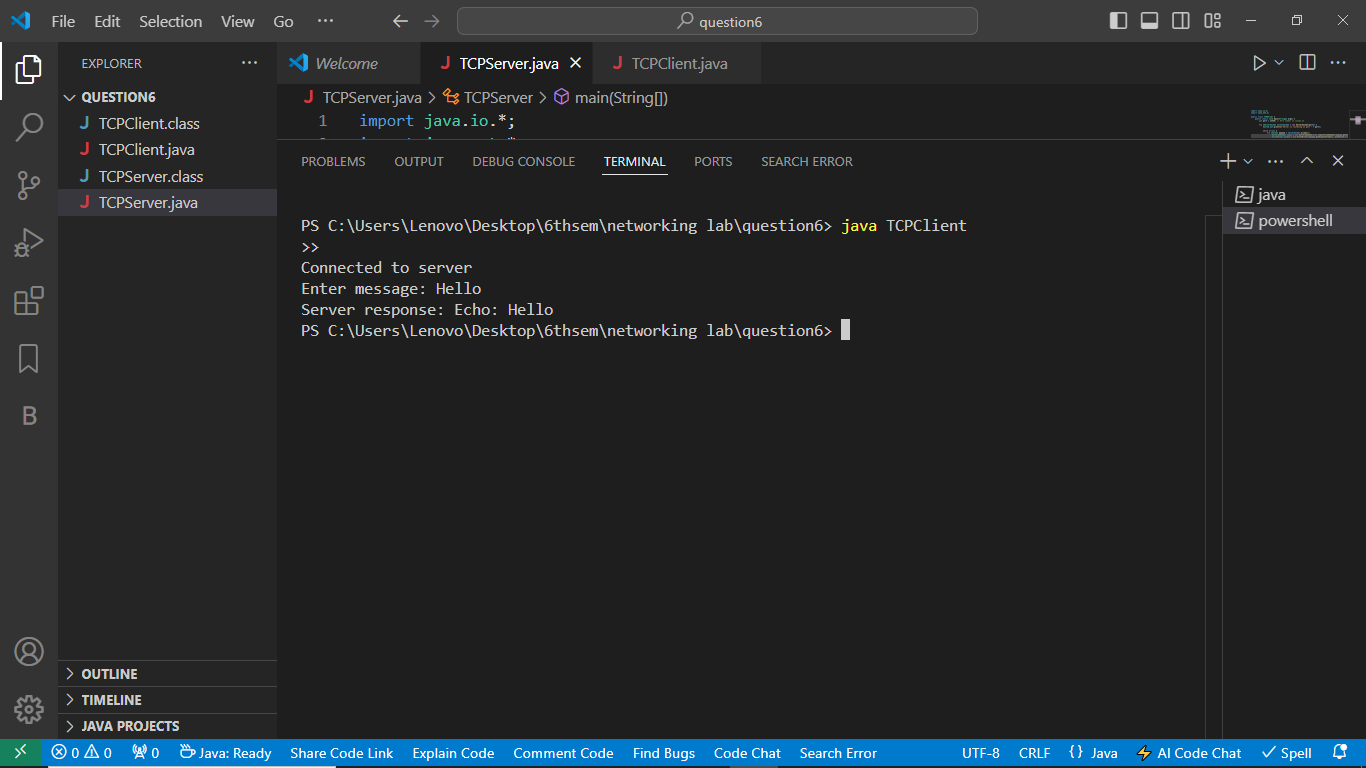 File Edit Selection View Go ··· question6
EXPLORER ···
QUESTION6
J TCPClient.class
J TCPClient.java
J TCPServer.class
J TCPServer.java
OUTLINE
TIMELINE
JAVA PROJECTS
Welcome J TCPServer.java J TCPClient.java
J TCPServer.java > TCPServer > main(String[])
1 import java.io.*;
PROBLEMS OUTPUT DEBUG CONSOLE TERMINAL PORTS SEARCH ERROR
PS C:\Users\Lenovo\Desktop\6thsem\networking lab\question6> java TCPClient
>>
Connected to server
Enter message: Hello
Server response: Echo: Hello
PS C:\Users\Lenovo\Desktop\6thsem\networking lab\question6>
java
powershell
B
0 0 0 Java: Ready Share Code Link Explain Code Comment Code Find Bugs Code Chat Search Error UTF-8 CRLF {} Java AI Code Chat Spell